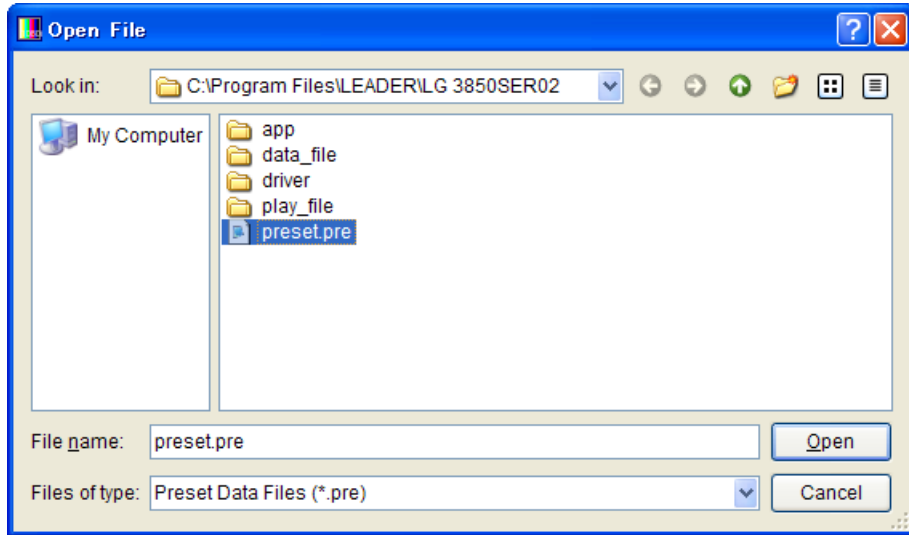 Open File
Look in: C:\Program Files\LEADER\LG 3850SER02
My Computer
app
data_file
driver
play_file
preset.pre
File name: preset.pre Open
Files of type: Preset Data Files (*.pre) Cancel